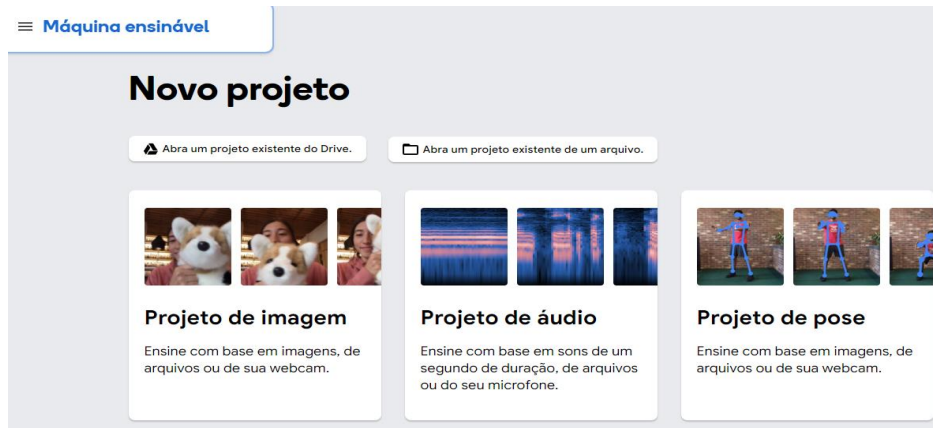 Máquina ensinável
Novo projeto
Abra um projeto existente do Drive.
Abra um projeto existente de um arquivo.
Projeto de imagem
Ensine com base em imagens, de
arquivos ou de sua webcam.
Projeto de áudio
Ensine com base em sons de um
segundo de duração, de arquivos
ou do seu microfone.
Projeto de pose
Ensine com base em imagens, de
arquivos ou de sua webcam.